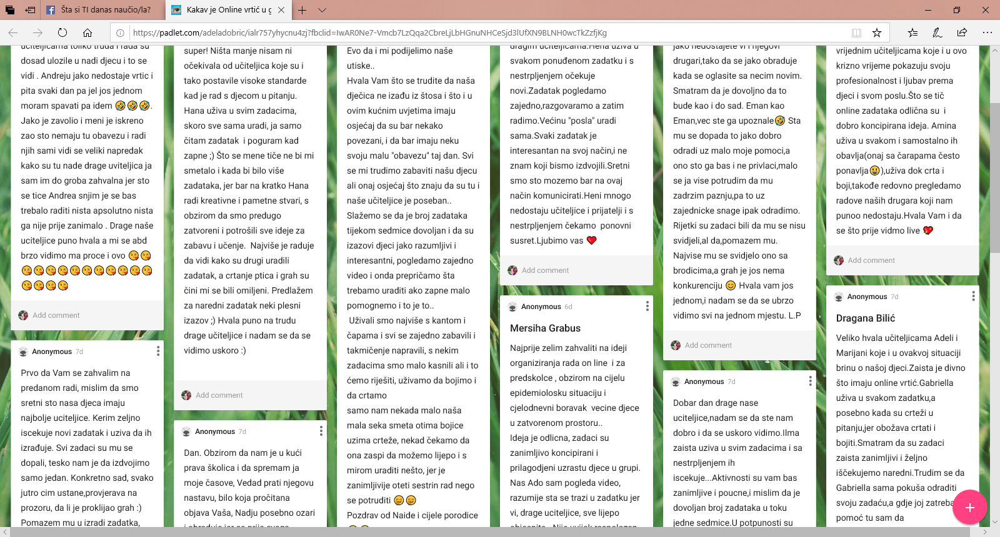 Šta si TI danas naučio/la?
Kakav je Online vrtić u g
https://padlet.com/adeladobric/ialr757yhycnu4zj?fbclid=IwAR0Ne7-Vmcb7LzQqa2CbreLjLbHGnuNHCeSjd3lUfXN9BLNH0wcTkZzfjKg
uciteljicama toliko truda i rada su
dosad ulozile u nadi djecu i to se
vidi . Andreju jako nedostaje vrtic i
pita svaki dan pa jel jos jednom
moram spavati pa idem 🤣🤣🤣.
Jako je zavolio i meni je iskreno
zao sto nemaju tu obavezu i radi
njih sami vidi se veliki napredak
kako su tu nade drage uviteljica ja
sam im do groba zahvalna jer sto
se tice Andrea snjim je se bas
trebalo raditi nista apsolutno nista
ga nije prije zanimalo . Drage naše
uciteljice puno hvala a mi se abd
brzo vidimo ma proce i ovo 😘😘
😘😘😘😘😘😘😘😘😘😘😘
😘😘😘😘
Add comment
Anonymous 7d
Prvo da Vam se zahvalim na
predanom radi, mislim da smo
sretni sto nasa djeca imaju
najbolje uciteljice. Kerim zeljno
iscekuje novi zadatak i uziva da ih
izrađuje. Svi zadaci su mu se
dopali, tesko nam je da izdvojimo
samo jedan. Konkretno sad, svako
jutro cim ustane,provjerava na
prozoru, da li je proklijao grah :)
Pomazem mu u izradi zadatka,
super! Ništa manje nisam ni
očekivala od učiteljica koje su i
tako postavile visoke standarde
kad je rad s djecom u pitanju.
Hana uživa u svim zadacima,
skoro sve sama uradi, ja samo
čitam zadatak  i poguram kad
zapne ;) Što se mene tiče ne bi mi
smetalo i kada bi bilo više
zadataka, jer bar na kratko Hana
radi kreativne i pametne stvari, s
obzirom da smo predugo
zatvoreni i potrošili sve ideje za
zabavu i učenje.  Najviše je raduje
da vidi kako su drugi uradili
zadatak, a crtanje ptica i grah su
čini mi se bili omiljeni. Predlažem
za naredni zadatak neki plesni
izazov ;) Hvala puno na trudu
drage učiteljice i nadam se da se
vidimo uskoro :)
Add comment
Anonymous 7d
Dan. Obzirom da nam je u kući
prava školica i da spremam ja
moje časove, Vedad prati njegovu
nastavu, bilo koja pročitana
objava Vaša, Nadju posebno ozari
i obraduje jer se prije svega
Evo da i mi podijelimo naše
utiske..
Hvala Vam što se trudite da naša
dječica ne izađu iz štosa i što i u
ovim kućnim uvjetima imaju
osjećaj da su bar nekako
povezani, i da bar imaju neku
svoju malu "obavezu" taj dan. Svi
se mi trudimo zabaviti našu djecu
ali onaj osjećaj što znaju da su tu i
naše učiteljice je poseban..
Slažemo se da je broj zadataka
tijekom sedmice dovoljan i da su
izazovi djeci jako razumljivi i
interesantni, pogledamo zajedno
video i onda prepričamo šta
trebamo uraditi ako zapne malo
pomognemo i to je to..
Uživali smo najviše s kantom i
čapama i svi se zajedno zabavili i
takmičenje napravili, s nekim
zadacima smo malo kasnili ali i to
ćemo riješiti, uživamo da bojimo i
da crtamo
samo nam nekada malo naša
mala seka smeta otima bojice
uzima crteže, nekad čekamo da
ona zaspi da možemo lijepo i s
mirom uraditi nešto, jer je
zanimljivije oteti sestrin rad nego
se potruditi 😄😄
Pozdrav od Naide i cijele porodice
dragim uciteljicama.Hena uziva u
svakom ponuđenom zadatku i s
nestrpljenjem očekuje
novi.Zadatak pogledamo
zajedno,razgovaramo a zatim
radimo.Većinu "posla" uradi
sama.Svaki zadatak je
interesantan na svoj način,i ne
znam koji bismo izdvojili.Sretni
smo sto mozemo bar na ovaj
način komunicirati.Heni mnogo
nedostaju učiteljice i prijatelji i s
nestrpljenjem čekamo  ponovni
susret.Ljubimo vas ❤
Add comment
Anonymous 6d
Mersiha Grabus
Najprije zelim zahvaliti na ideji
organiziranja rada on line  i za
predskolce , obzirom na cijelu
epidemiolosku situaciju i
cjelodnevni boravak  vecine djece
u zatvorenom prostoru..
Ideja je odlicna, zadaci su
zanimljivo koncipirani i
prilagodjeni uzrastu djece u grupi.
Nas Ado sam pogleda video,
razumije sta se trazi u zadatku jer
vi, drage uciteljice, sve lijepo
jako nedostajete vi i njegovi
drugari,tako da se jako obraduje
kada se oglasite sa necim novim.
Smatram da je dovoljno da to
bude kao i do sad. Eman kao
Eman,vec ste ga upoznale🤣 Sta
mu se dopada to jako dobro
odradi uz malo moje pomoci,a
ono sto ga bas i ne privlaci,malo
se ja vise potrudim da mu
zadrzim paznju,pa to uz
zajednicke snage ipak odradimo.
Rijetki su zadaci bili da mu se nisu
svidjeli,al da,pomazem mu.
Najvise mu se svidjelo ono sa
brodicima,a grah je jos nema
konkurenciju 😊 Hvala vam jos
jednom,i nadam se da se ubrzo
vidimo svi na jednom mjestu. L.P
Add comment
Anonymous 7d
Dobar dan drage nase
uciteljice,nadam se da ste nam
dobro i da se uskoro vidimo.Ilma
zaista uziva u svim zadacima i sa
nestrpljenjem ih
iscekuje...Aktivnosti su vam bas
zanimljive i poucne,i mislim da je
dovoljan broj zadataka u toku
jedne sedmice.U potpunosti su
vrijednim učiteljicama koje i u ovo
krizno vrijeme pokazuju svoju
profesionalnost i ljubav prema
djeci i svom poslu.Što se tič
online zadataka odlična su  i
dobro koncipirana ideja. Amina
uživa u svakom i samostalno ih
obavlja(onaj sa čarapama često
ponavlja😃),uživa dok crta i
boji,takođe redovno pregledamo
radove naših drugara koji nam
punoo nedostaju.Hvala Vam i da
se što prije vidmo live 💖
Add comment
Anonymous 7d
Dragana Bilić
Veliko hvala učiteljicama Adeli i
Marijani koje i u ovakvoj situaciji
brinu o našoj djeci.Zaista je divno
što imaju online vrtić.Gabriella
uživa u svakom zadatku,a
posebno kada su crteži u
pitanju,jer obožava crtati i
bojiti.Smatram da su zadaci
zaista zanimljivi i željno
iščekujemo naredni.Trudim se da
Gabriella sama pokuša odraditi
svoju zadaću,a gdje joj zatreba
pomoć tu sam da